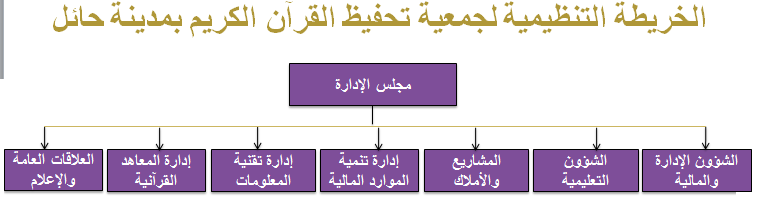 الخريطة التنظيمية لجمعية تحفيظ القرآن الكريم بمدينة حائل
مجلس الإدارة
الشؤون الإدارة
والمالية
الشوون
التعليمية
المشاريع
والأملاك
إدارة تنمية
الموارد المالية
إدارة تقنية
المعلومات
إدارة المعاهد
القرآنية
العلاقات العامة
والإعلام